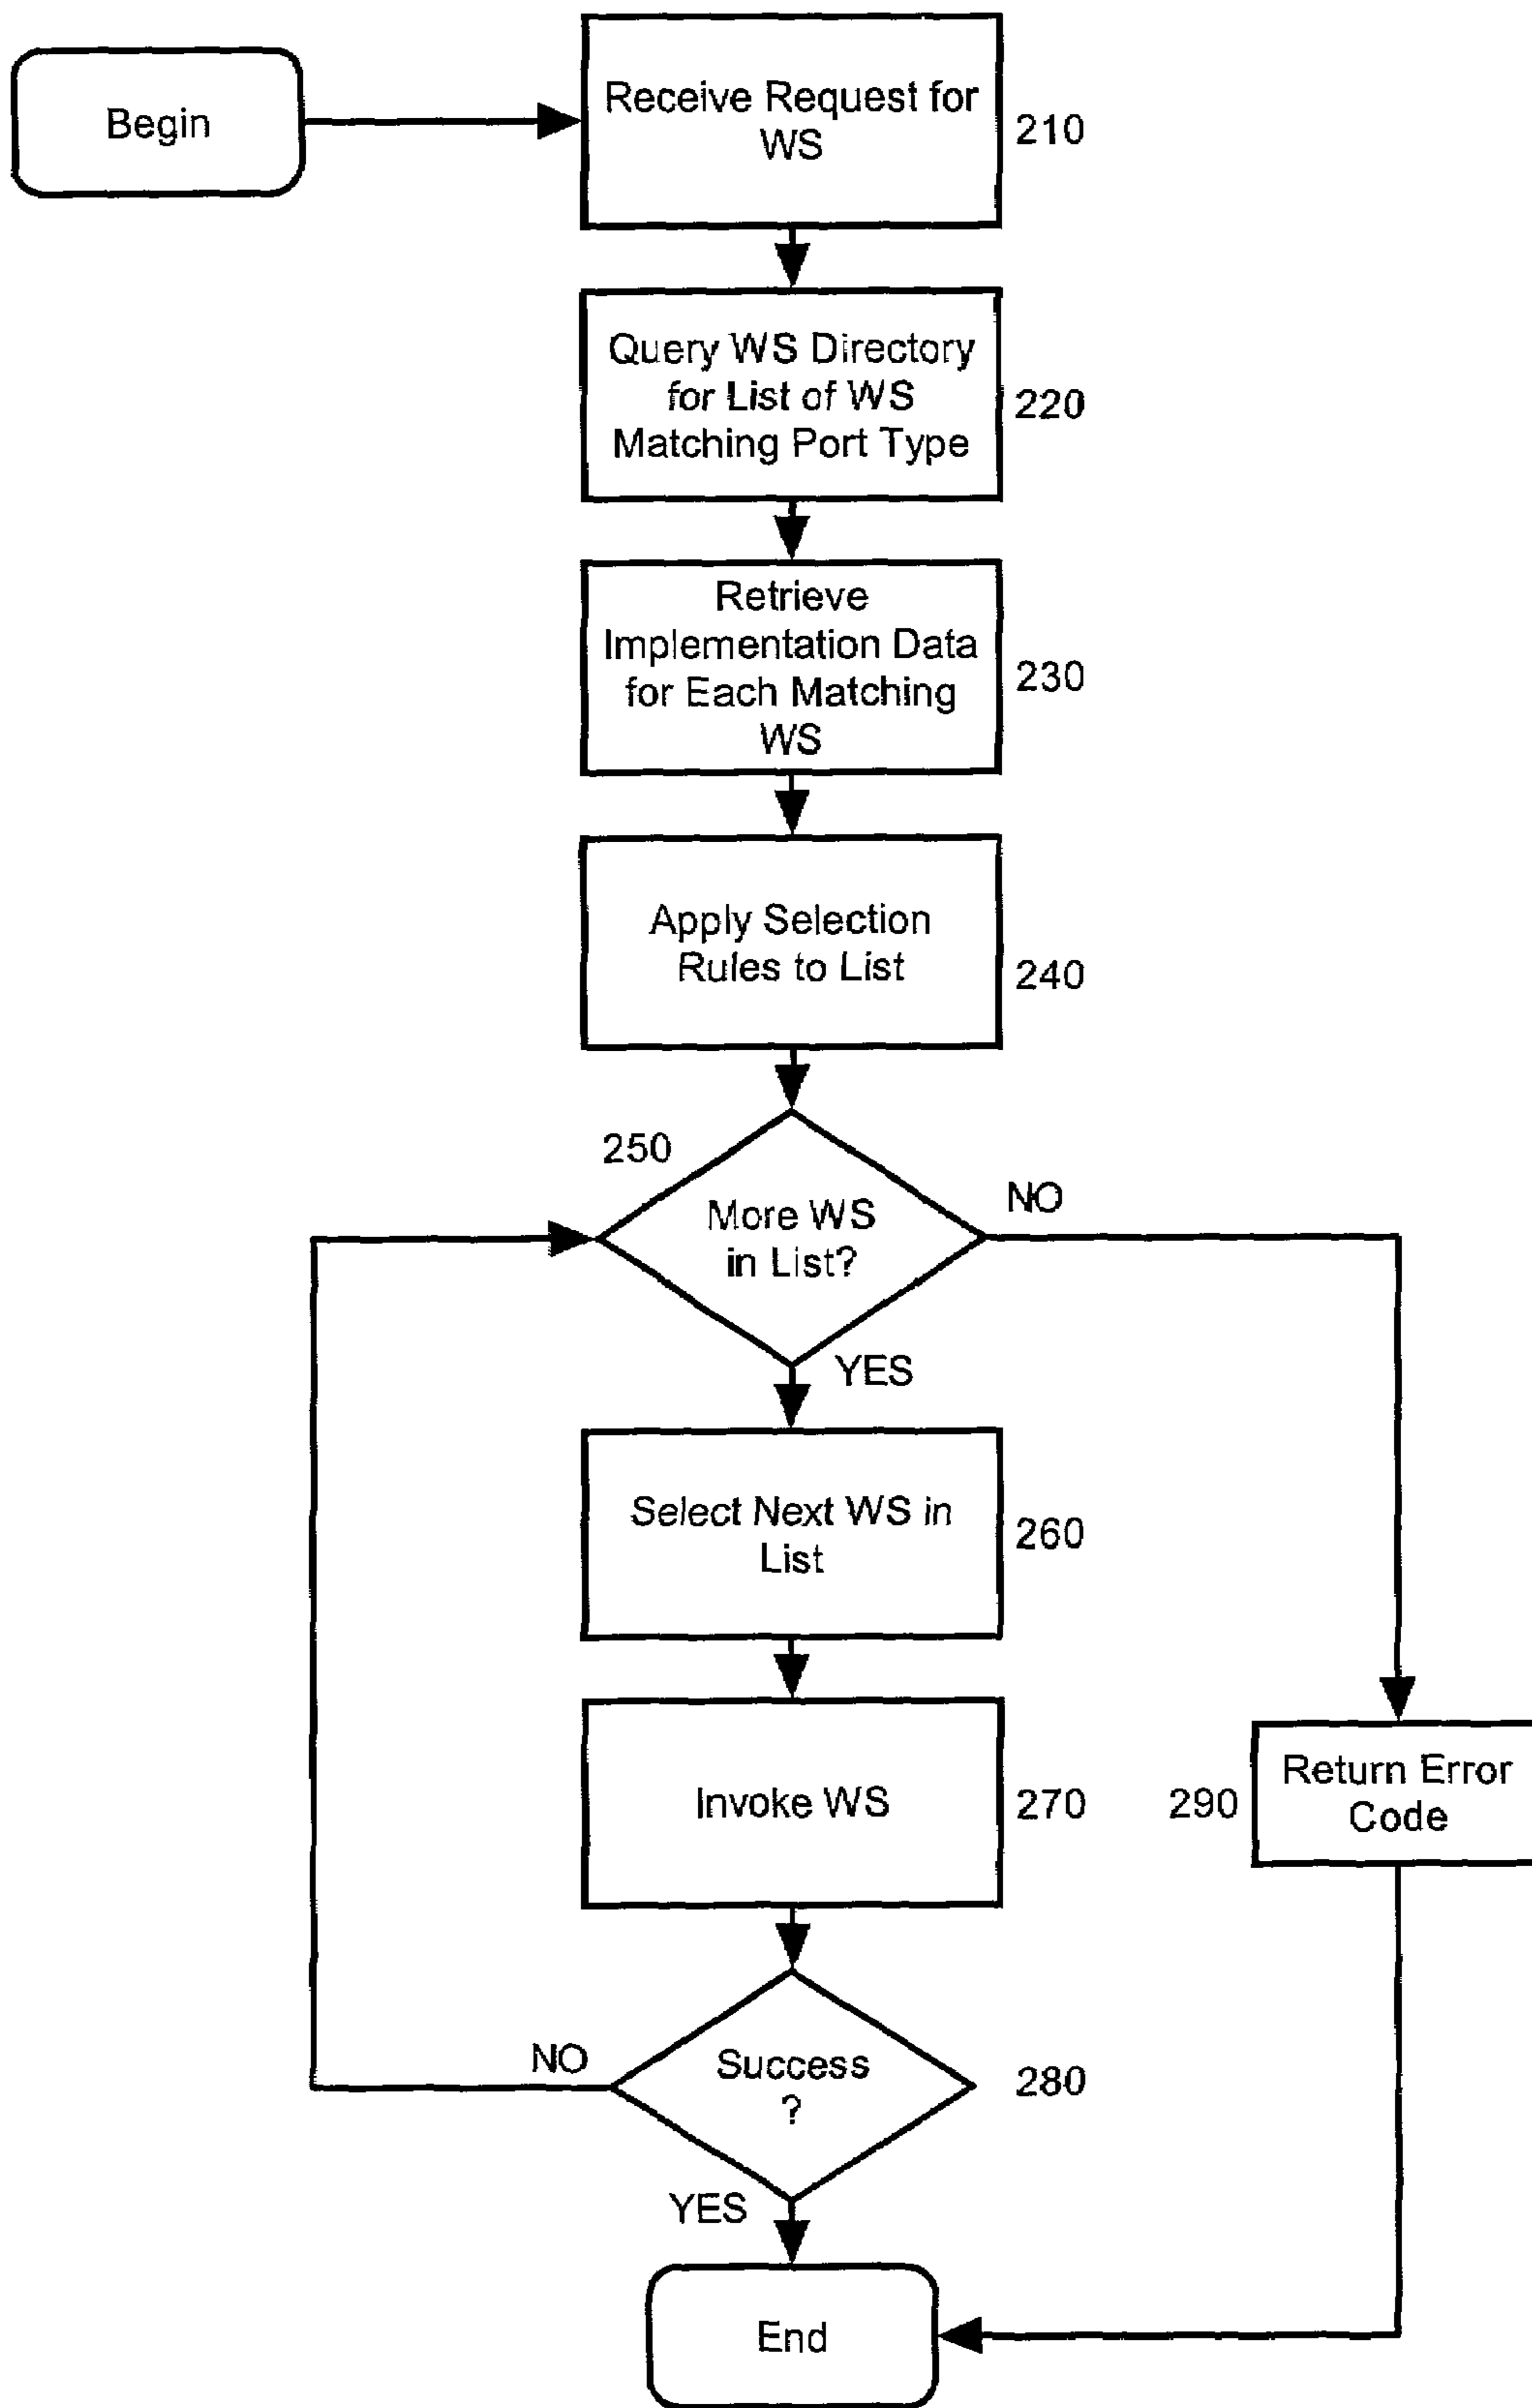 Begin
Receive Request for
WS
210
Query WS Directory
for List of WS
Matching Port Type
220
Retrieve
Implementation Data
for Each Matching
WS
230
Apply Selection
Rules to List
240
250
More WS
in List?
NO
YES
Select Next WS in
List
260
Invoke WS
270
290
Return Error
Code
Success
?
NO
280
YES
End